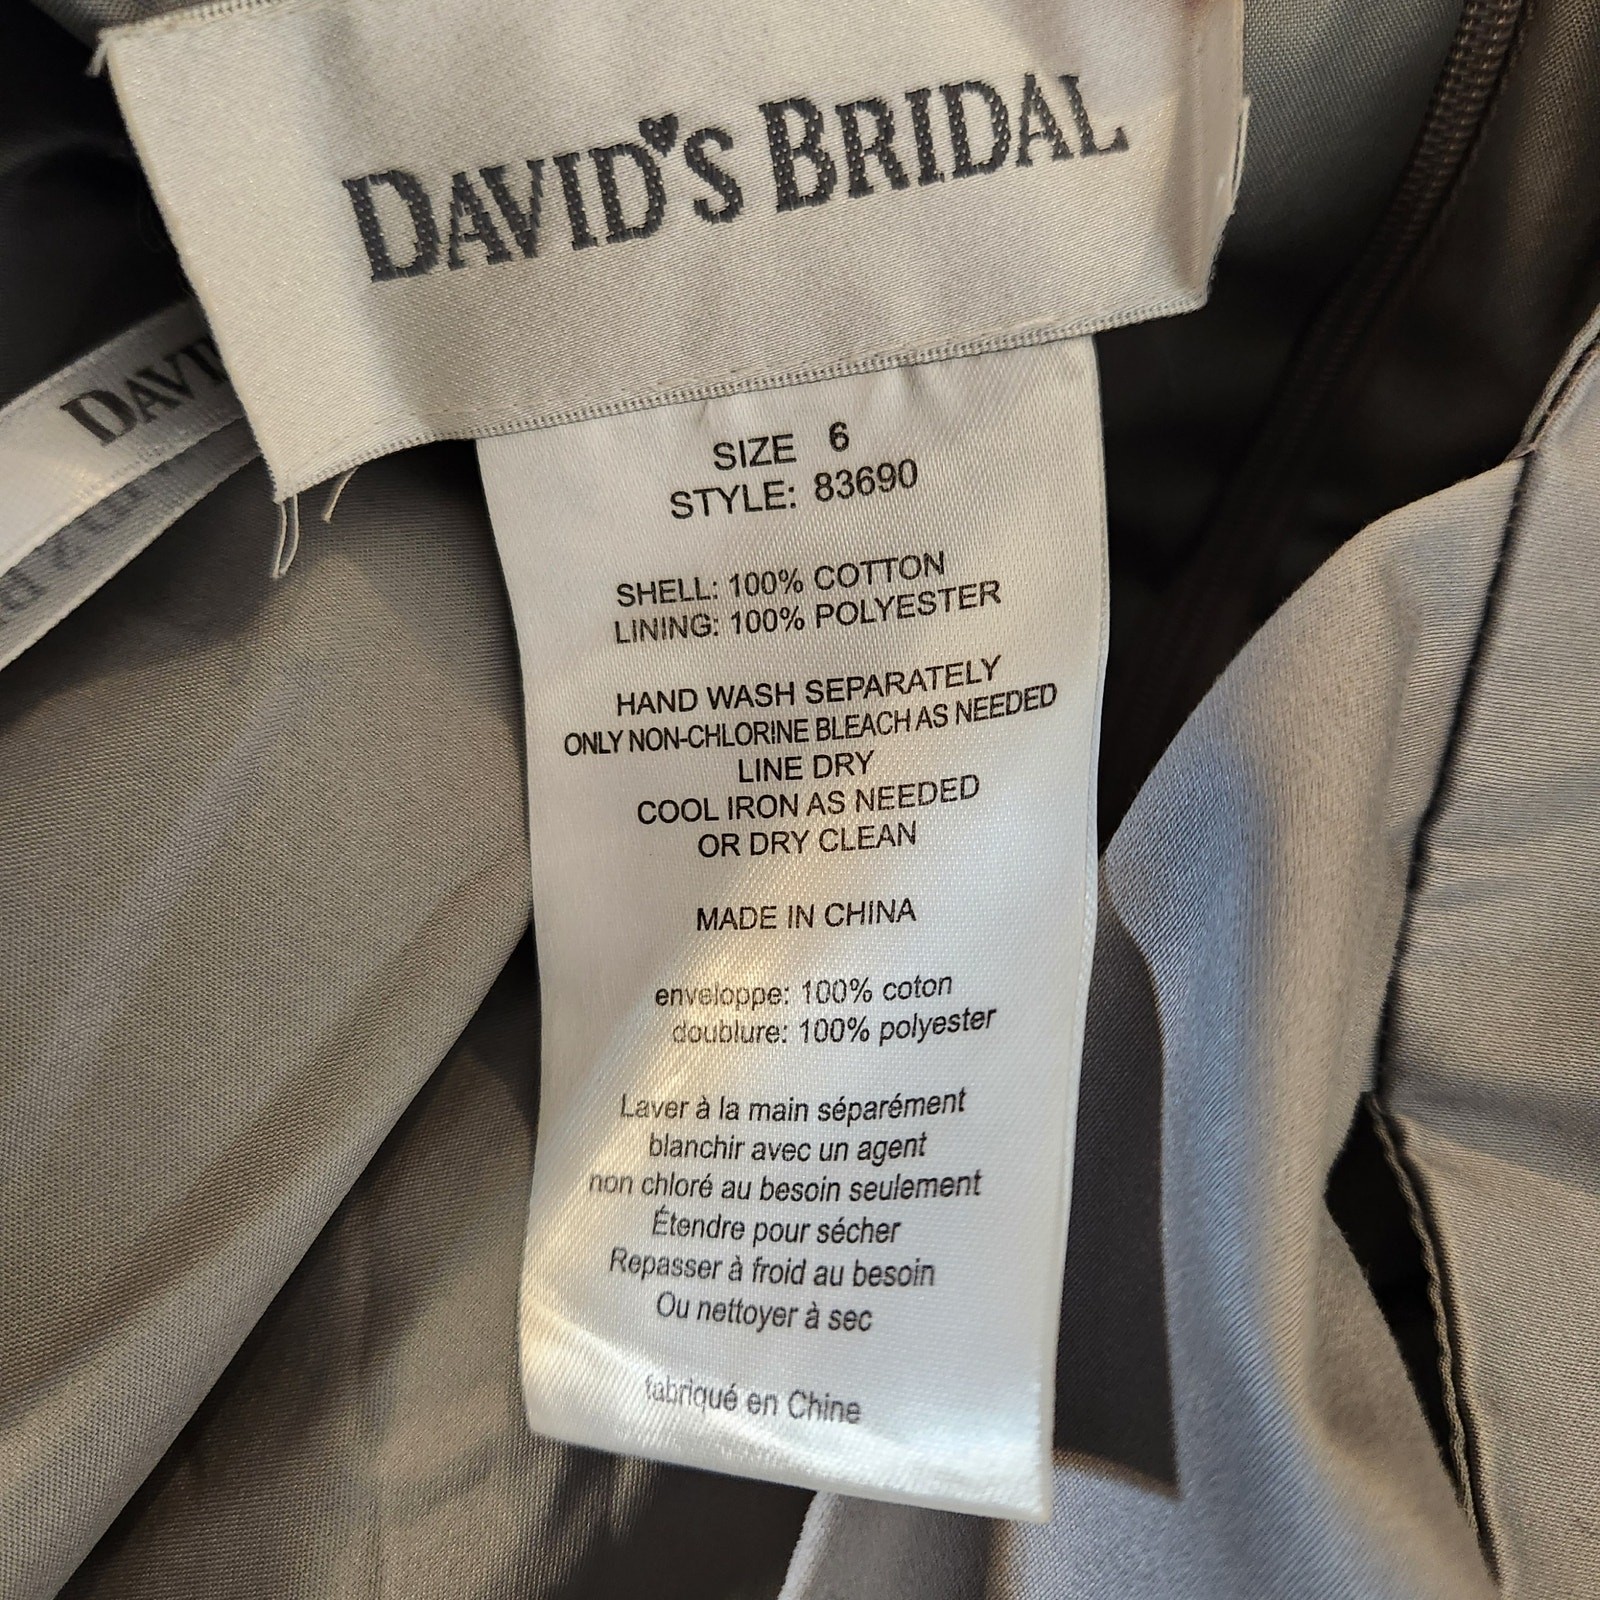 DAVID'S BRIDAL
SIZE 6
STYLE: 83690
SHELL: 100% COTTON
LINING: 100% POLYESTER
HAND WASH SEPARATELY
ONLY NON-CHLORINE BLEACH AS NEEDED
LINE DRY
COOL IRON AS NEEDED
OR DRY CLEAN
MADE IN CHINA
enveloppe: 100% coton
doublure: 100% polyester
Laver à la main séparément
blanchir avec un agent
non chloré au besoin seulement
Étendre pour sécher
Repasser à froid au besoin
Ou nettoyer à sec
fabriqué en Chine